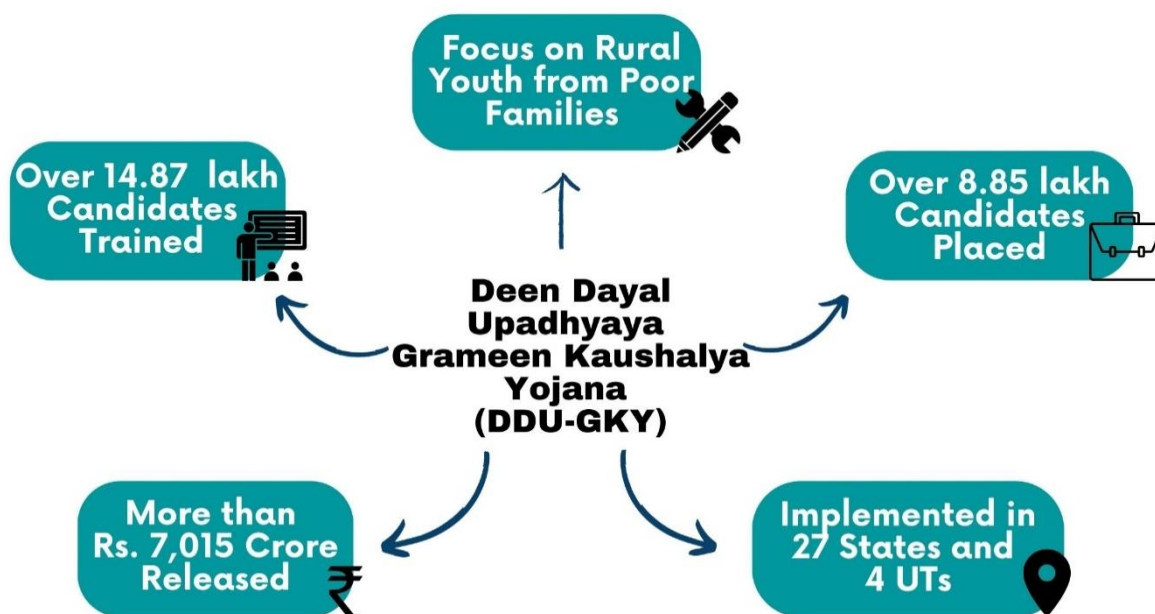 Focus on Rural
Youth from Poor
Families
Over 14.87 lakh
Candidates
Trained
Over 8.85 lakh
Candidates
Placed
Deen Dayal
Upadhyaya
Grameen Kaushalya
Yojana
(DDU-GKY)
More than
Rs. 7,015 Crore
Released
₹
Implemented in
27 States and
4 UTs